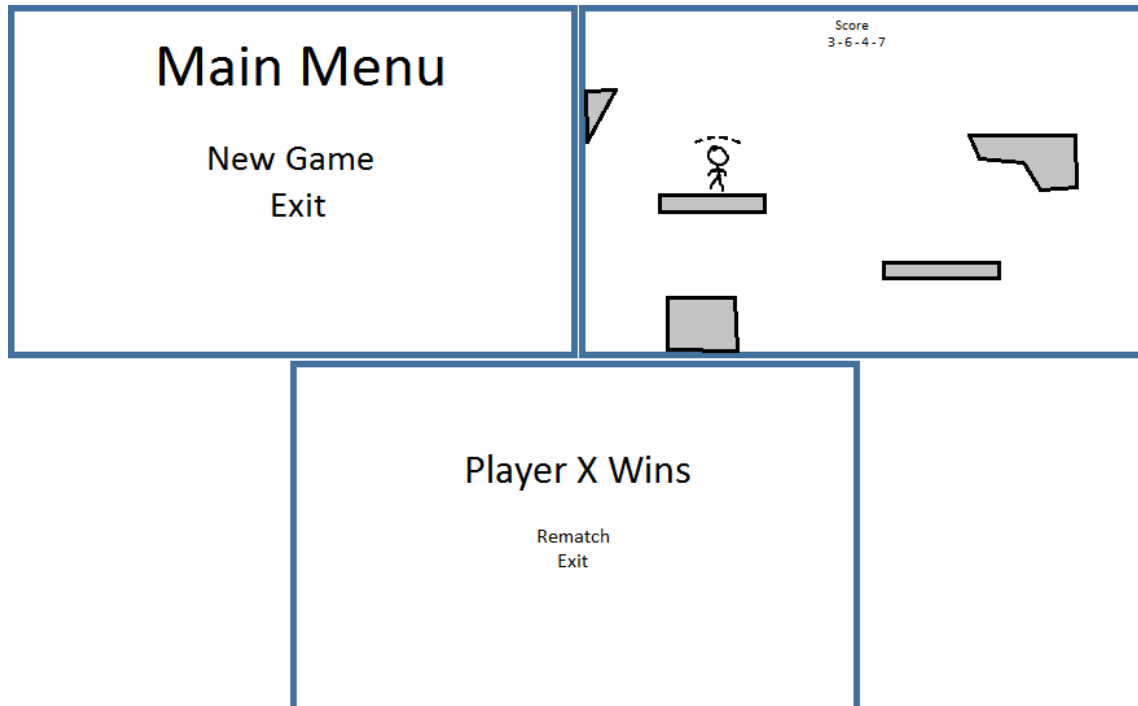 Main Menu
New Game
Exit
Score
3-6-4-7
Player X Wins
Rematch
Exit